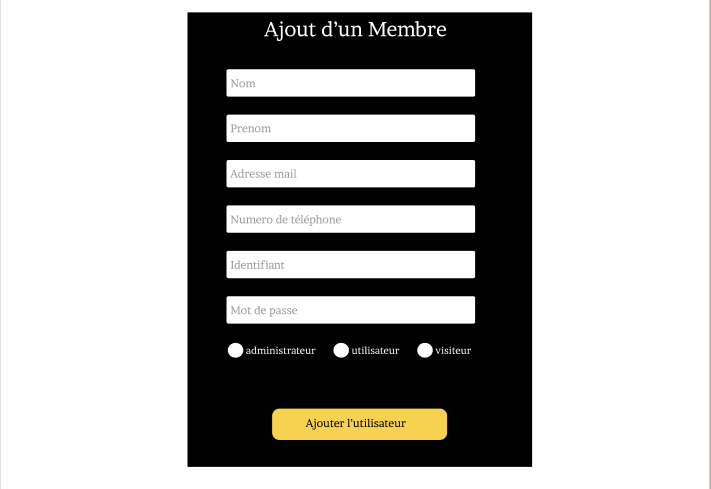 Ajout d'un Membre
Nom
Prenom
Adresse mail
Numero de téléphone
Identifiant
Mot de passe
administrateur utilisateur visiteur
Ajouter l'utilisateur